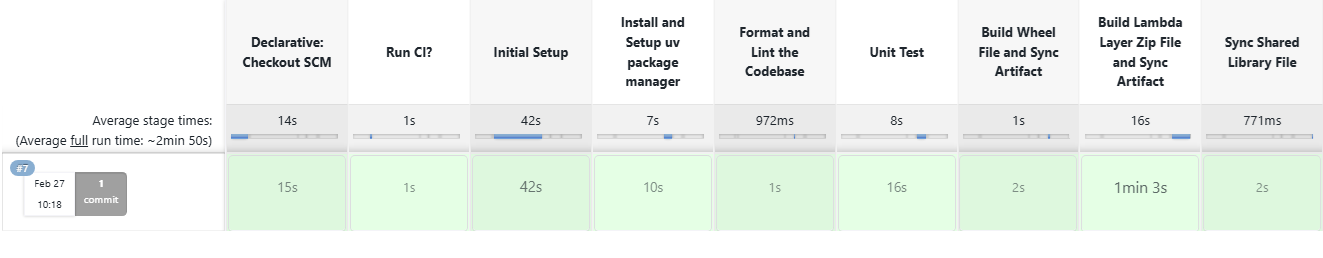 Declarative:
Checkout SCM
Run CI?
Initial Setup
Install and
Setup uv
package
manager
Format and
Lint the
Codebase
Unit Test
Build Wheel
File and Sync
Artifact
Build Lambda
Layer Zip File
and Sync
Artifact
Sync Shared
Library File
Average stage times:
(Average full run time: ~2min 50s)
14s
1s
42s
7s
972ms
8s
1s
16s
771ms
#7
Feb 27
10:18
1
commit
15s
1s
42s
10s
1s
16s
2s
1min 3s
2s